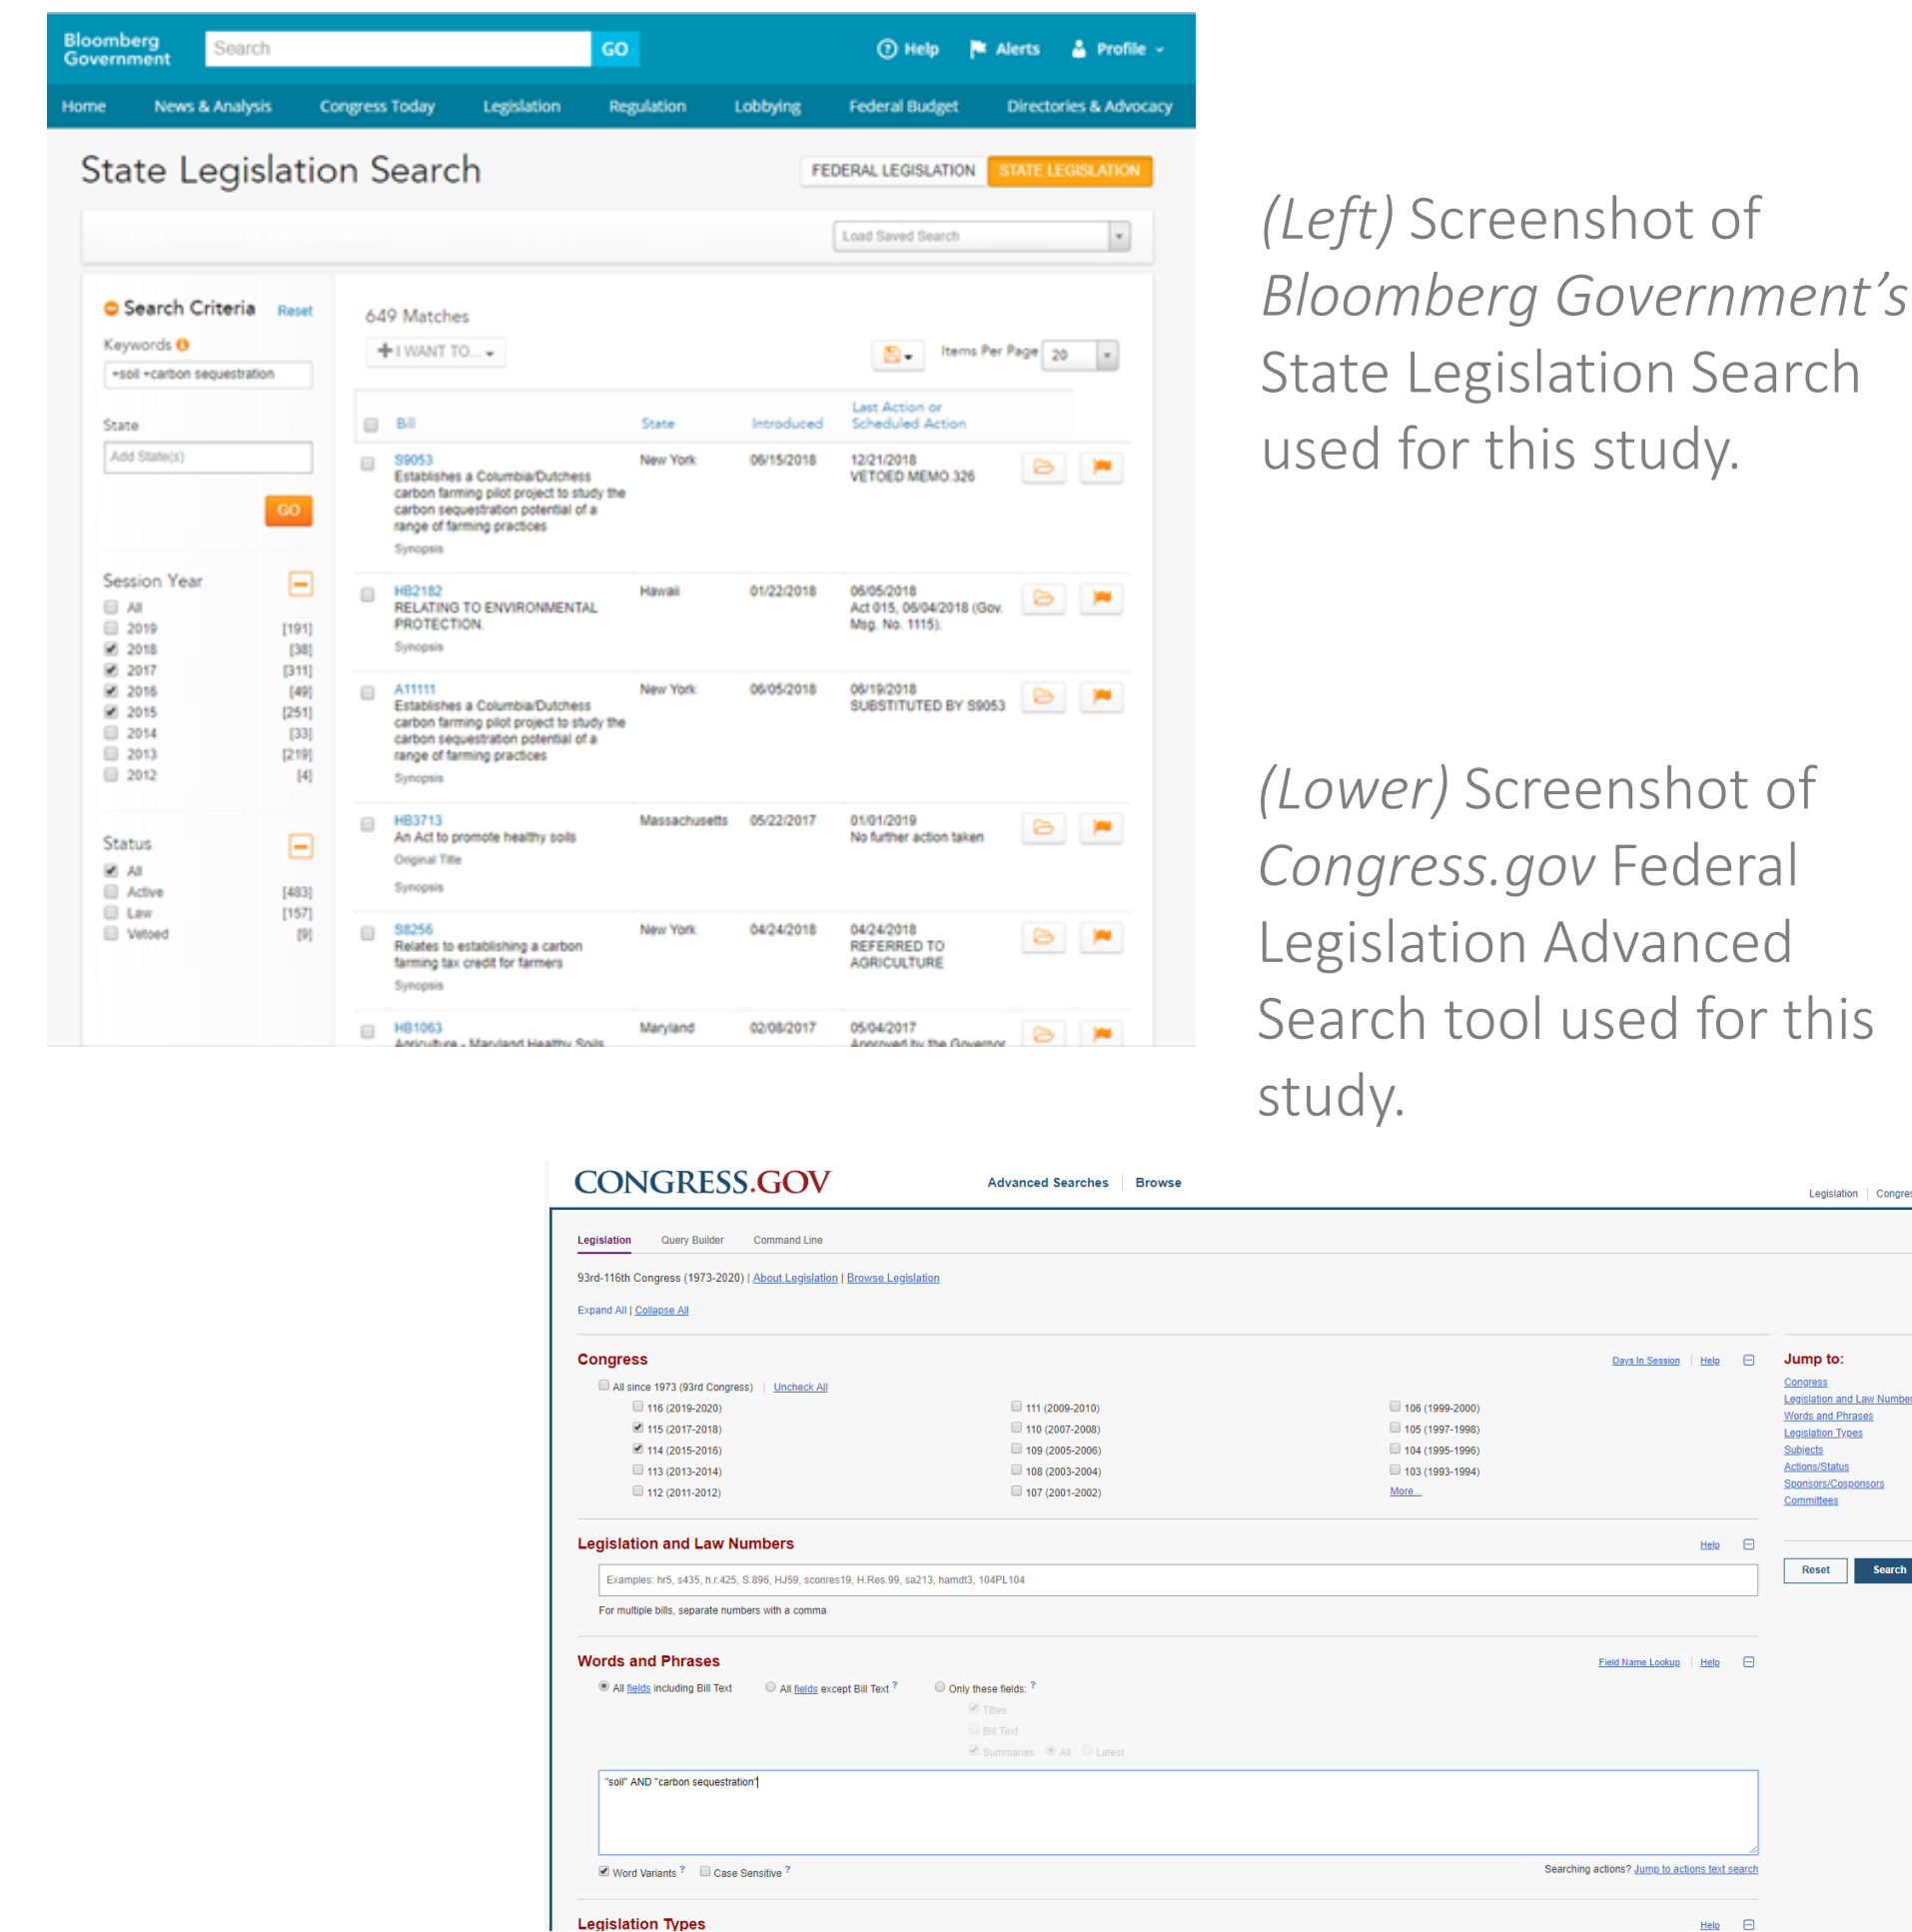 Bloomberg
Government
Search
GO
Help
Alerts
Profile
Home News & Analysis Congress Today Legislation Regulation Lobbying Federal Budget Directories & Advocacy
State Legislation Search
FEDERAL LEGISLATION STATE LEGISLATION
Load Saved Search
Search Criteria Reset
Keywords
+soil +carbon sequestration
State
Add State(s)
GO
Session Year
All
2019 [191]
2018 [38]
2017 [311]
2016 [49]
2015 [251]
2014 [33]
2013 [219]
2012 [4]
Status
All
Active [483]
Law [157]
Vetoed [9]
649 Matches
+ I WANT TO...
Items Per Page 20
Bill State Introduced Last Action or
Scheduled Action
S9053 New York 06/15/2018 12/21/2018
Establishes a Columbia/Dutchess VETOED MEMO.326
carbon farming pilot project to study the
carbon sequestration potential of a
range of farming practices
Synopsis
HB2182 Hawaii 01/22/2018 06/05/2018
RELATING TO ENVIRONMENTAL Act 015, 06/04/2018 (Gov.
PROTECTION. Msg. No. 1115).
Synopsis
A11111 New York 06/05/2018 06/19/2018
Establishes a Columbia/Dutchess SUBSTITUTED BY S9053
carbon farming pilot project to study the
carbon sequestration potential of a
range of farming practices
Synopsis
HB3713 Massachusetts 05/22/2017 01/01/2019
An Act to promote healthy soils No further action taken
Original Title
Synopsis
S8256 New York 04/24/2018 04/24/2018
Relates to establishing a carbon REFERRED TO
farming tax credit for farmers AGRICULTURE
Synopsis
HB1063 Maryland 02/08/2017 05/04/2017
Agriculture - Maryland Healthy Soils Approved by the Governor
(Left) Screenshot of
Bloomberg Government's
State Legislation Search
used for this study.
(Lower) Screenshot of
Congress.gov Federal
Legislation Advanced
Search tool used for this
study.
CONGRESS.GOV
Advanced Searches | Browse
Legislation | Congres
Legislation Query Builder Command Line
93rd-116th Congress (1973-2020) | About Legislation | Browse Legislation
Expand All | Collapse All
Congress
Days In Session | Help
All since 1973 (93rd Congress) | Uncheck All
116 (2019-2020) 111 (2009-2010) 106 (1999-2000)
115 (2017-2018) 110 (2007-2008) 105 (1997-1998)
114 (2015-2016) 109 (2005-2006) 104 (1995-1996)
113 (2013-2014) 108 (2003-2004) 103 (1993-1994)
112 (2011-2012) 107 (2001-2002) More...
Jump to:
Congress
Legislation and Law Number
Words and Phrases
Legislation Types
Subjects
Actions/Status
Sponsors/Cosponsors
Committees
Reset Search
Legislation and Law Numbers
Help
Examples: hr5, s435, h.r.425, S.896, HJ59, sconres19, H.Res.99, sa213, hamdt3, 104PL104
For multiple bills, separate numbers with a comma
Words and Phrases
Field Name Lookup | Help
All fields including Bill Text All fields except Bill Text ? Only these fields: ?
Titles
Bill Text
Summaries All Latest
"soil" AND "carbon sequestration"
Word Variants ? Case Sensitive ?
Searching actions? Jump to actions text search
Legislation Types
Help